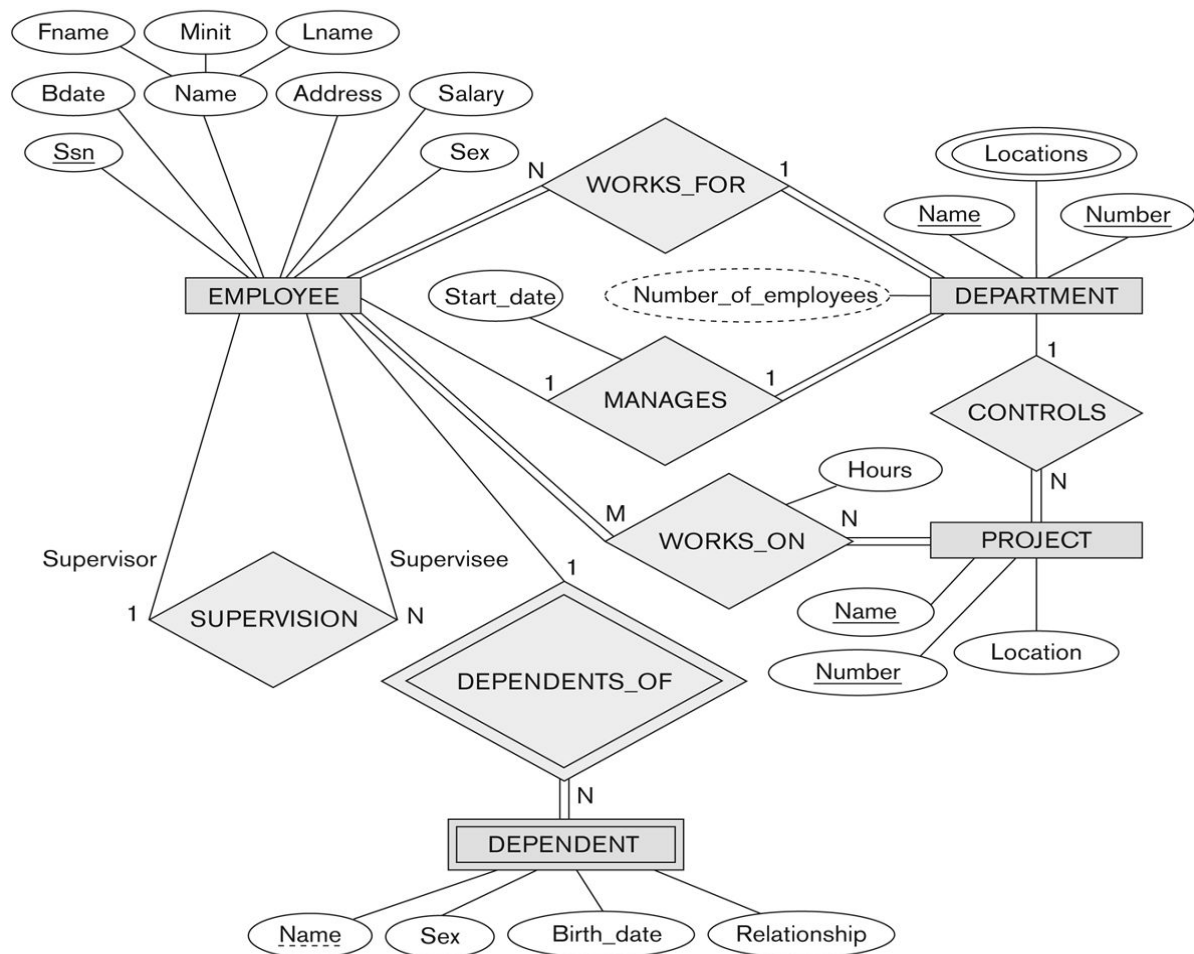 Fname
Minit
Lname
Bdate
Name
Address
Salary
Ssn
Sex
N
WORKS_FOR
1
Locations
Name
Number
EMPLOYEE
Start_date
Number_of_employees
DEPARTMENT
1
MANAGES
1
1
CONTROLS
N
Hours
M
WORKS_ON
N
PROJECT
Supervisor
Supervisee
1
SUPERVISION
N
1
Name
Number
Location
DEPENDENTS_OF
N
DEPENDENT
Name
Sex
Birth_date
Relationship